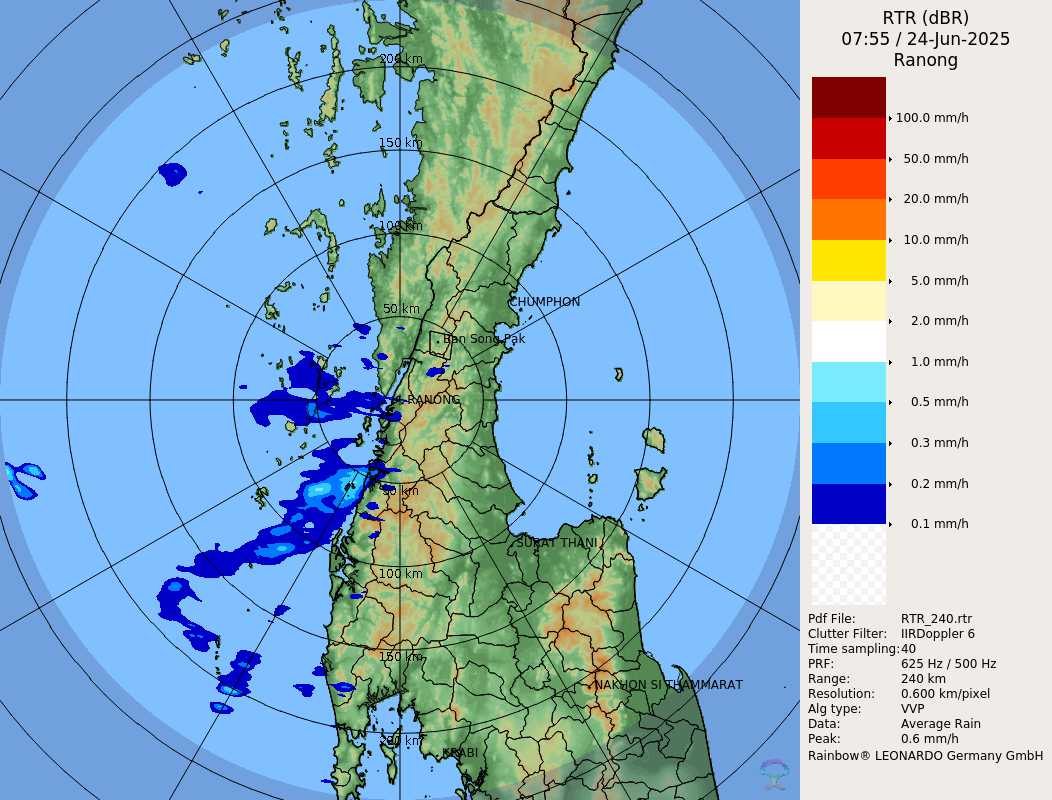 200 km
150 km
100 km
50 km
CHUMPHON
Ban Song Pak
RANONG
50 km
SURAT THANI
100 km
150 km
NAKHON SI THAMMARAT
200 km
KRABI
RTR (dBR)
07:55 / 24-Jun-2025
Ranong
100.0 mm/h
50.0 mm/h
20.0 mm/h
10.0 mm/h
5.0 mm/h
2.0 mm/h
1.0 mm/h
0.5 mm/h
0.3 mm/h
0.2 mm/h
0.1 mm/h
Pdf File: RTR_240.rtr
Clutter Filter: IIRDoppler 6
Time sampling:40
PRF: 625 Hz / 500 Hz
Range: 240 km
Resolution: 0.600 km/pixel
Alg type: VVP
Data: Average Rain
Peak: 0.6 mm/h
Rainbow® LEONARDO Germany GmbH